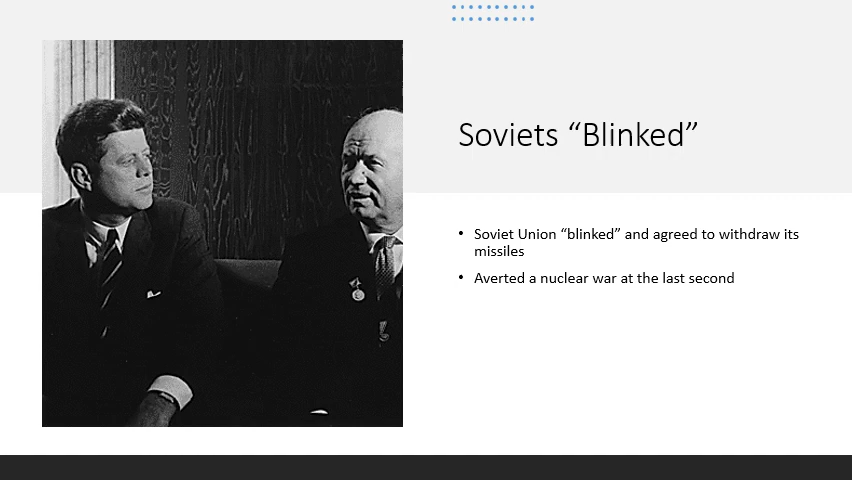 Soviets “Blinked”
• Soviet Union “blinked” and agreed to withdraw its
missiles
• Averted a nuclear war at the last second